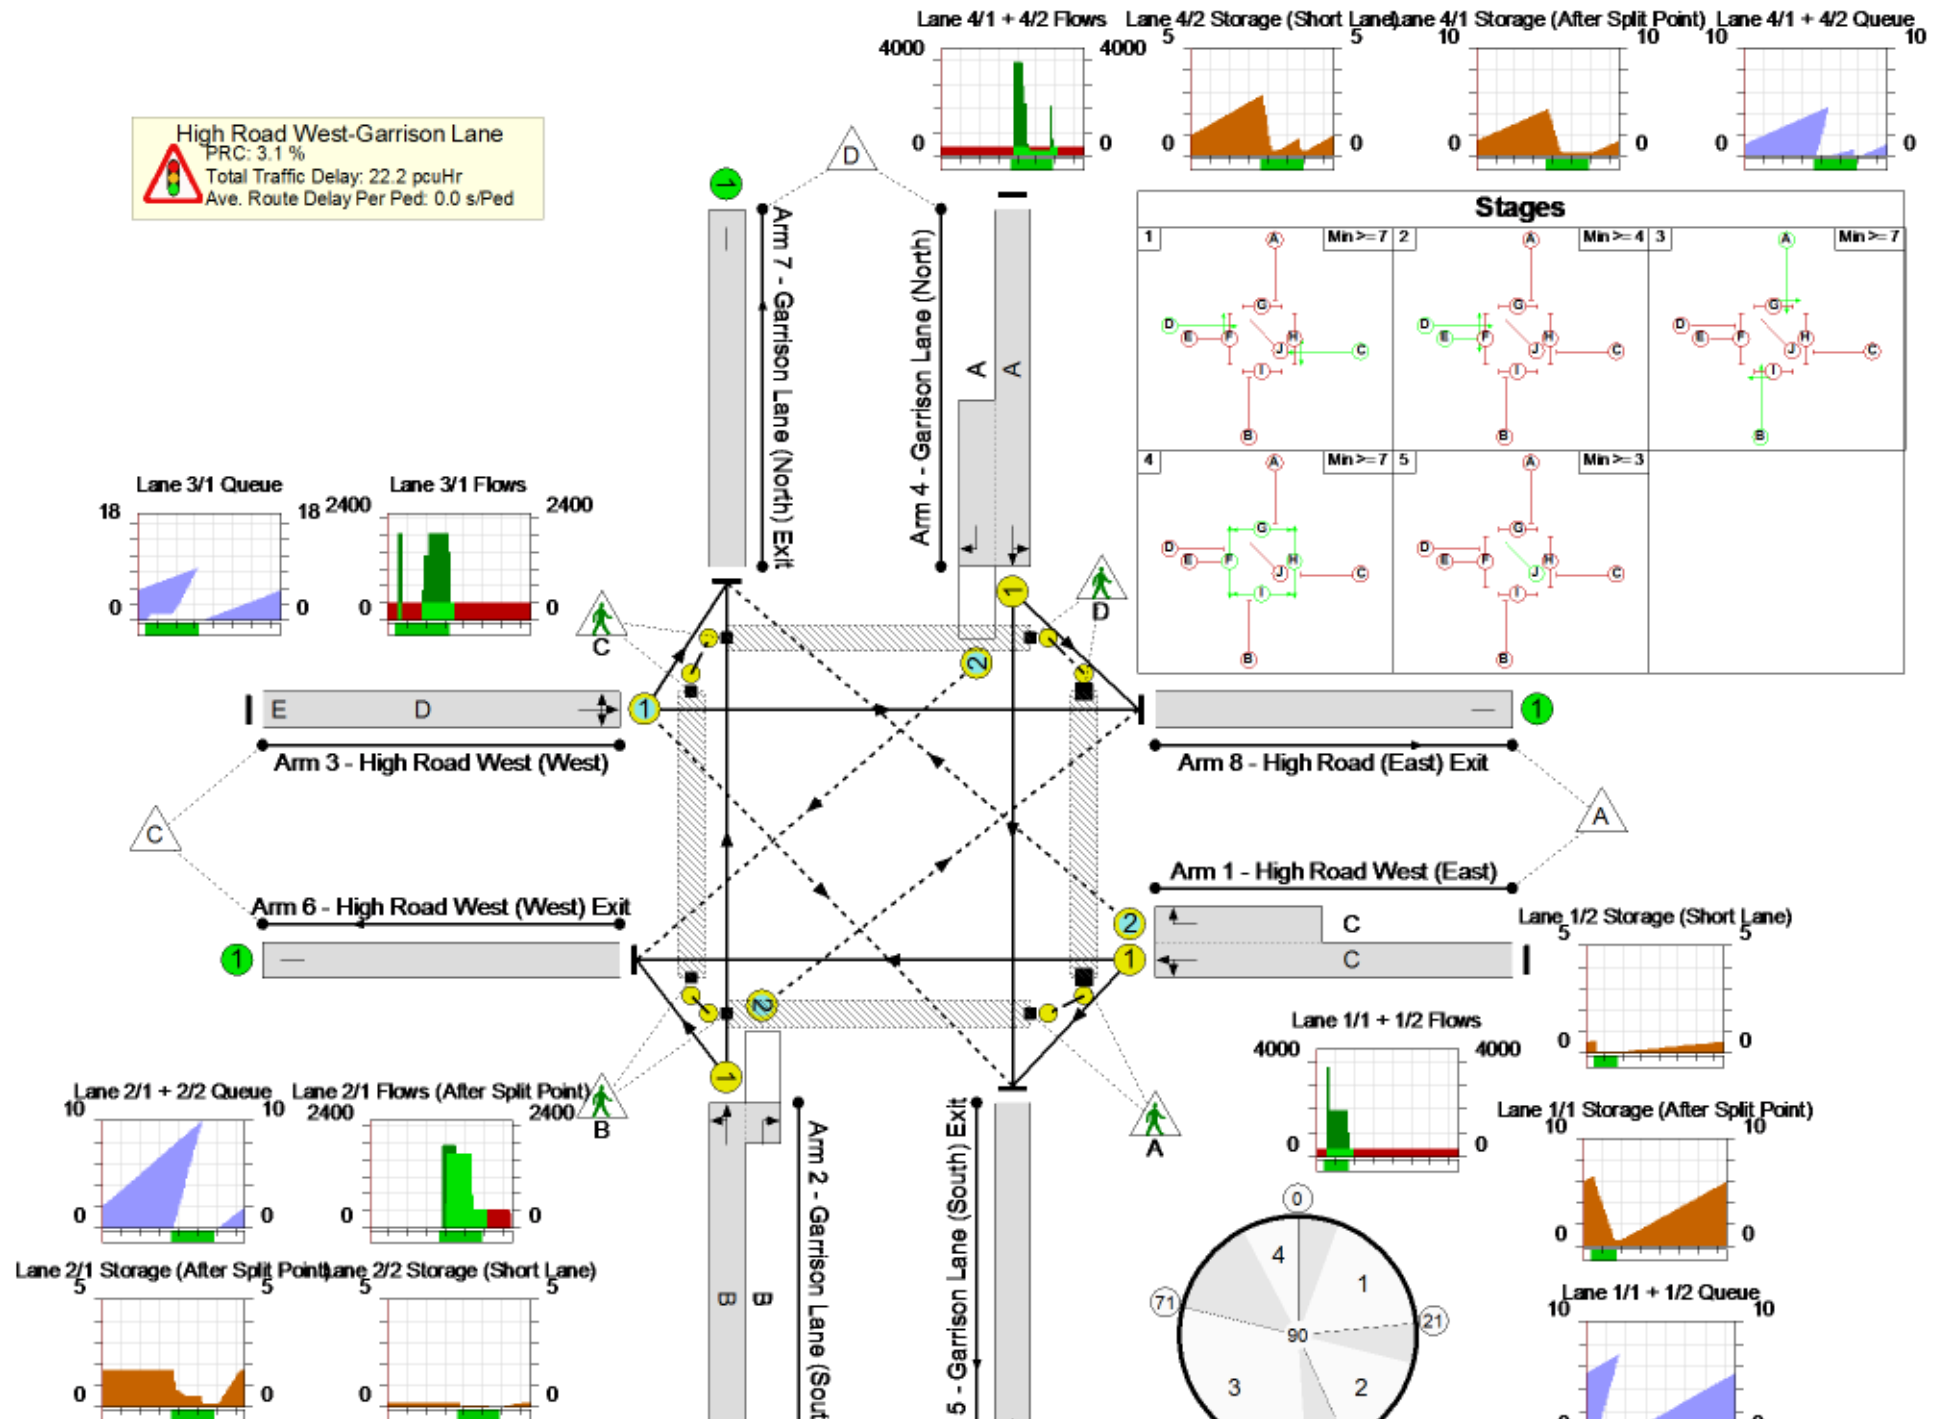 Lane 4/1 + 4/2 Flows
4000
4000
0
0
Lane 4/2 Storage (Short Lane)
5
5
0
0
Lane 4/1 Storage (After Split Point)
10
10
0
0
Lane 4/1 + 4/2 Queue
10
10
0
0
High Road West-Garrison Lane
PRC: 3.1 %
Total Traffic Delay: 22.2 pcuHr
Ave. Route Delay Per Ped: 0.0 s/Ped
D
1
Arm 7 - Garrison Lane (North) Exit
Arm 4 - Garrison Lane (North)
A
A
Stages
1
Min >= 7
A
G
D
E
F
H
J
C
I
B
2
Min >= 4
A
G
D
E
F
H
J
C
I
B
3
Min >= 7
A
G
D
E
F
H
J
C
I
B
4
Min >= 7
A
G
D
E
F
H
J
C
I
B
5
Min >= 3
A
G
D
E
F
H
J
C
I
B
Lane 3/1 Queue
18
18
0
0
Lane 3/1 Flows
2400
2400
0
0
C
D
1
2
E
D
1
Arm 3 - High Road West (West)
1
Arm 8 - High Road (East) Exit
C
A
Arm 6 - High Road West (West) Exit
1
Arm 1 - High Road West (East)
2
C
1
C
Lane 1/2 Storage (Short Lane)
5
5
0
0
2
1
Lane 1/1 + 1/2 Flows
4000
4000
0
0
Lane 2/1 + 2/2 Queue
10
10
0
0
Lane 2/1 Flows (After Split Point)
2400
2400
0
0
B
A
Lane 1/1 Storage (After Split Point)
10
10
0
0
Arm 2 - Garrison Lane (Sout
5 - Garrison Lane (South) Exit
B
B
Lane 2/1 Storage (After Split Point)
5
5
0
0
Lane 2/2 Storage (Short Lane)
5
5
0
0
0
4
1
71
21
90
3
2
Lane 1/1 + 1/2 Queue
10
10